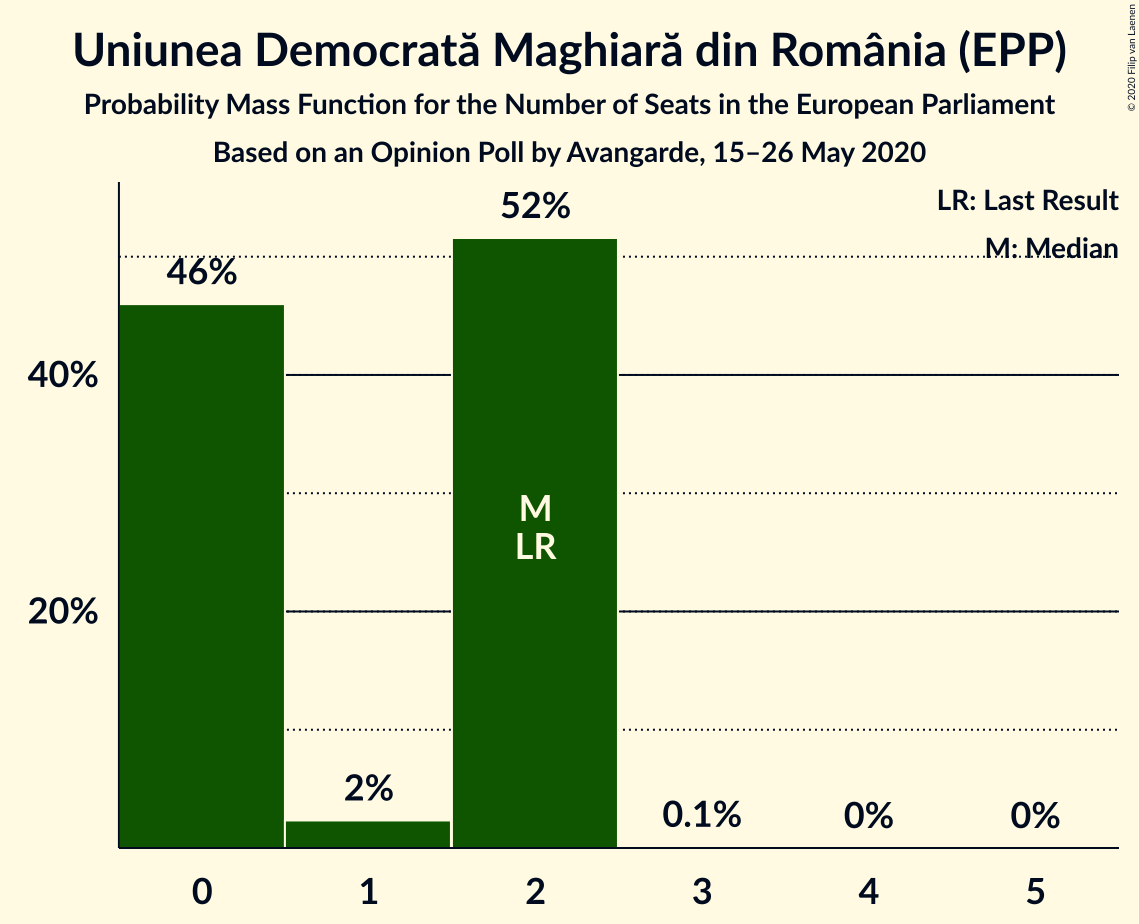 Uniunea Democrată Maghiară din România (EPP)
Probability Mass Function for the Number of Seats in the European Parliament
Based on an Opinion Poll by Avangarde, 15–26 May 2020
© 2020 Filip van Laenen
LR: Last Result
M: Median
52%
46%
40%
M
LR
20%
2%
0.1%
0%
0%
0
1
2
3
4
5